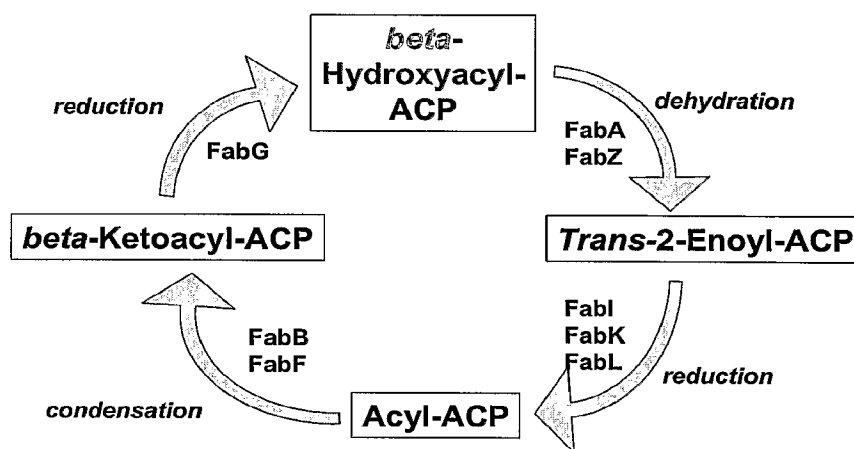 beta-
Hydroxyacyl-
ACP
reduction
dehydration
FabG
FabA
FabZ
beta-Ketoacyl-ACP
Trans-2-Enoyl-ACP
FabB
FabF
FabI
FabK
FabL
condensation
Acyl-ACP
reduction